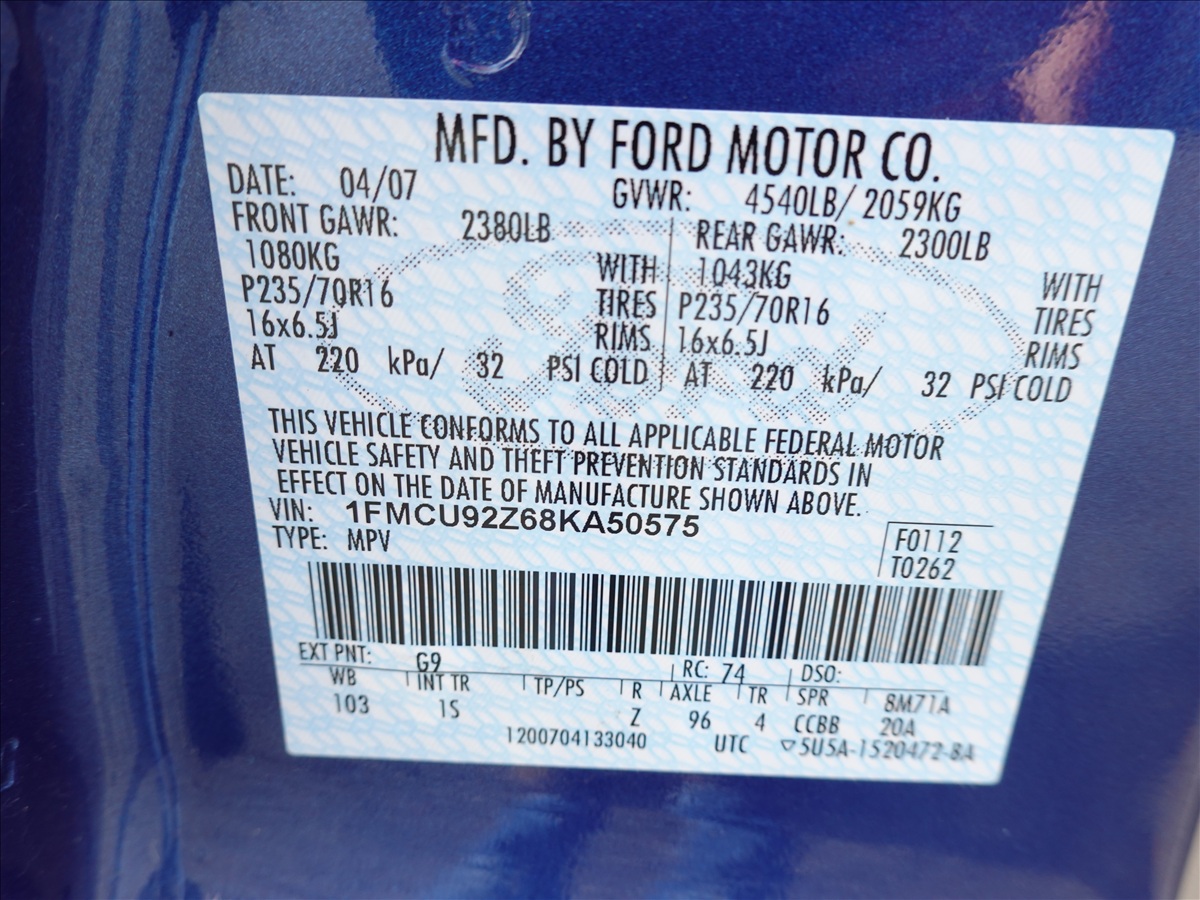 MFD. BY FORD MOTOR CO.
DATE: 04/07 GVWR: 4540LB/ 2059KG
FRONT GAWR: 2380LB REAR GAWR: 2300LB
1080KG WITH 1043KG WITH
P235/70R16 TIRES P235/70R16 TIRES
16x6.5J RIMS 16x6.5J RIMS
AT 220 kPa/ 32 PSI COLD AT 220 kPa/ 32 PSI COLD
THIS VEHICLE CONFORMS TO ALL APPLICABLE FEDERAL MOTOR
VEHICLE SAFETY AND THEFT PREVENTION STANDARDS IN
EFFECT ON THE DATE OF MANUFACTURE SHOWN ABOVE.
VIN: 1FMCU92Z68KA50575
TYPE: MPV F0112
T0262
EXT PNT: G9 RC: 74 DSO:
WB INT TR TP/PS R AXLE TR SPR 8M71A
103 1S Z 96 4 CCBB 20A
1200704133040 UTC ▽5U5A-1520472-BA